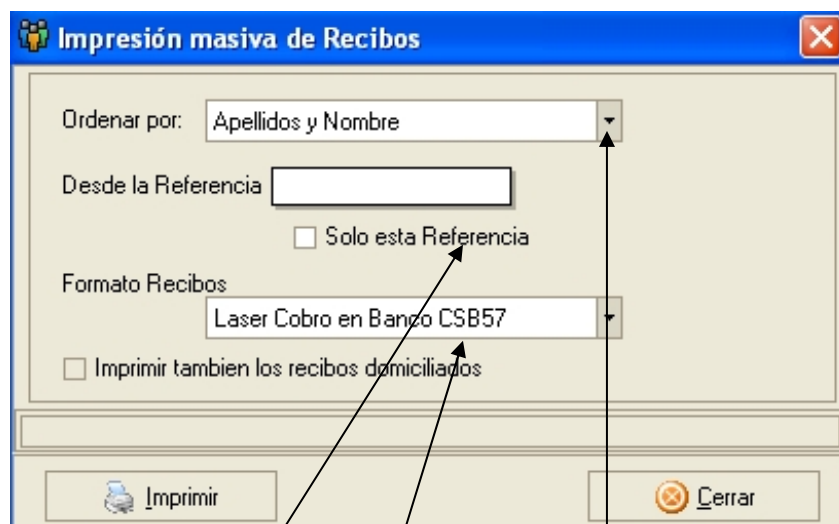 Impresión masiva de Recibos
Ordenar por: Apellidos y Nombre
Desde la Referencia
Solo esta Referencia
Formato Recibos
Laser Cobro en Banco CSB57
Imprimir tambien los recibos domiciliados
Imprimir Cerrar